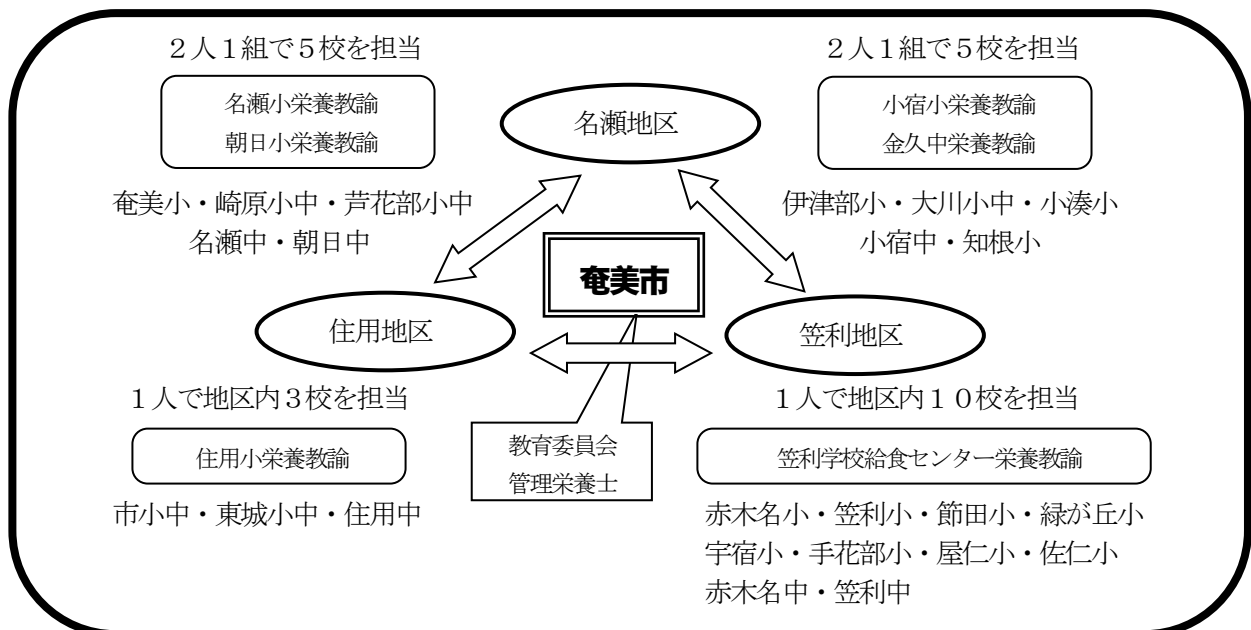 ２人１組で５校を担当
名瀬小栄養教諭
朝日小栄養教諭
奄美小・崎原小中・芦花部小中
名瀬中・朝日中
名瀬地区
２人１組で５校を担当
小宿小栄養教諭
金久中栄養教諭
伊津部小・大川小中・小湊小
小宿中・知根小
奄美市
住用地区
笠利地区
１人で地区内３校を担当
住用小栄養教諭
市小中・東城小中・住用中
教育委員会
管理栄養士
１人で地区内１０校を担当
笠利学校給食センター栄養教諭
赤木名小・笠利小・節田小・緑が丘小
宇宿小・手花部小・屋仁小・佐仁小
赤木名中・笠利中